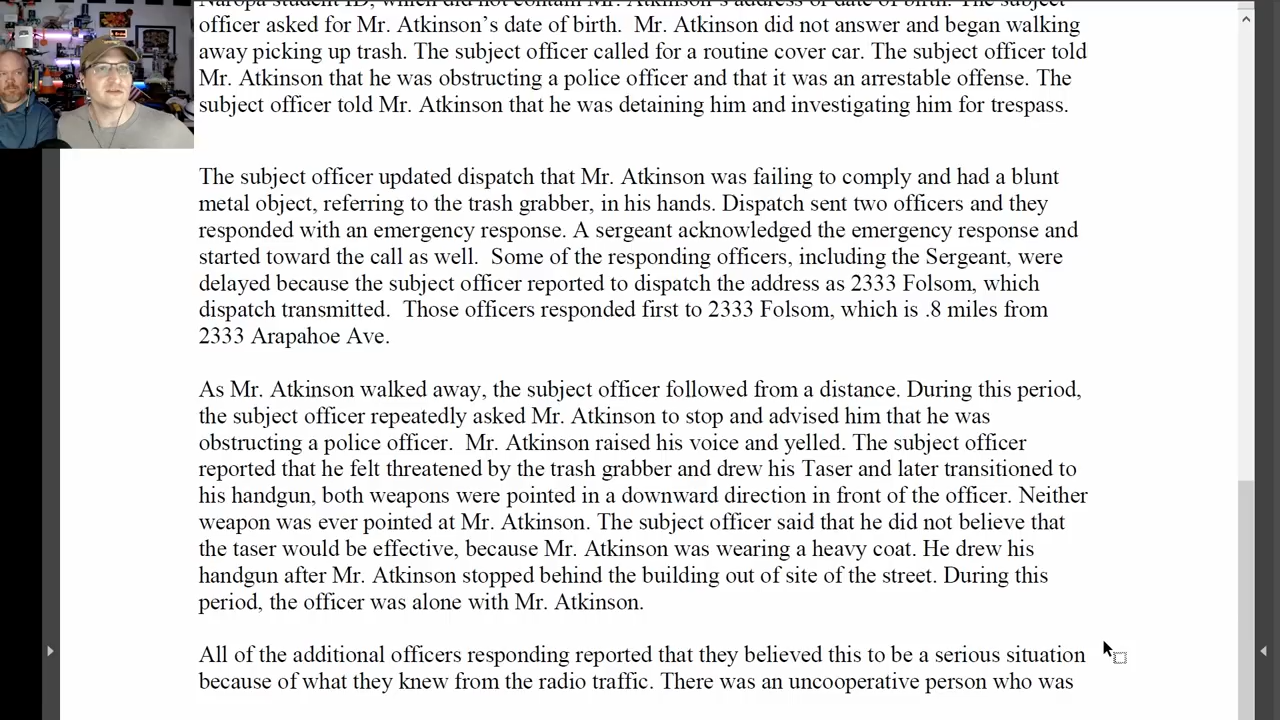 Naropa student ID, which did not contain Mr. Atkinson's address or date of birth. The subject
officer asked for Mr. Atkinson's date of birth.  Mr. Atkinson did not answer and began walking
away picking up trash. The subject officer called for a routine cover car. The subject officer told
Mr. Atkinson that he was obstructing a police officer and that it was an arrestable offense. The
subject officer told Mr. Atkinson that he was detaining him and investigating him for trespass.
The subject officer updated dispatch that Mr. Atkinson was failing to comply and had a blunt
metal object, referring to the trash grabber, in his hands. Dispatch sent two officers and they
responded with an emergency response. A sergeant acknowledged the emergency response and
started toward the call as well.  Some of the responding officers, including the Sergeant, were
delayed because the subject officer reported to dispatch the address as 2333 Folsom, which
dispatch transmitted.  Those officers responded first to 2333 Folsom, which is .8 miles from
2333 Arapahoe Ave.
As Mr. Atkinson walked away, the subject officer followed from a distance. During this period,
the subject officer repeatedly asked Mr. Atkinson to stop and advised him that he was
obstructing a police officer.  Mr. Atkinson raised his voice and yelled. The subject officer
reported that he felt threatened by the trash grabber and drew his Taser and later transitioned to
his handgun, both weapons were pointed in a downward direction in front of the officer. Neither
weapon was ever pointed at Mr. Atkinson. The subject officer said that he did not believe that
the taser would be effective, because Mr. Atkinson was wearing a heavy coat. He drew his
handgun after Mr. Atkinson stopped behind the building out of site of the street. During this
period, the officer was alone with Mr. Atkinson.
All of the additional officers responding reported that they believed this to be a serious situation
because of what they knew from the radio traffic. There was an uncooperative person who was